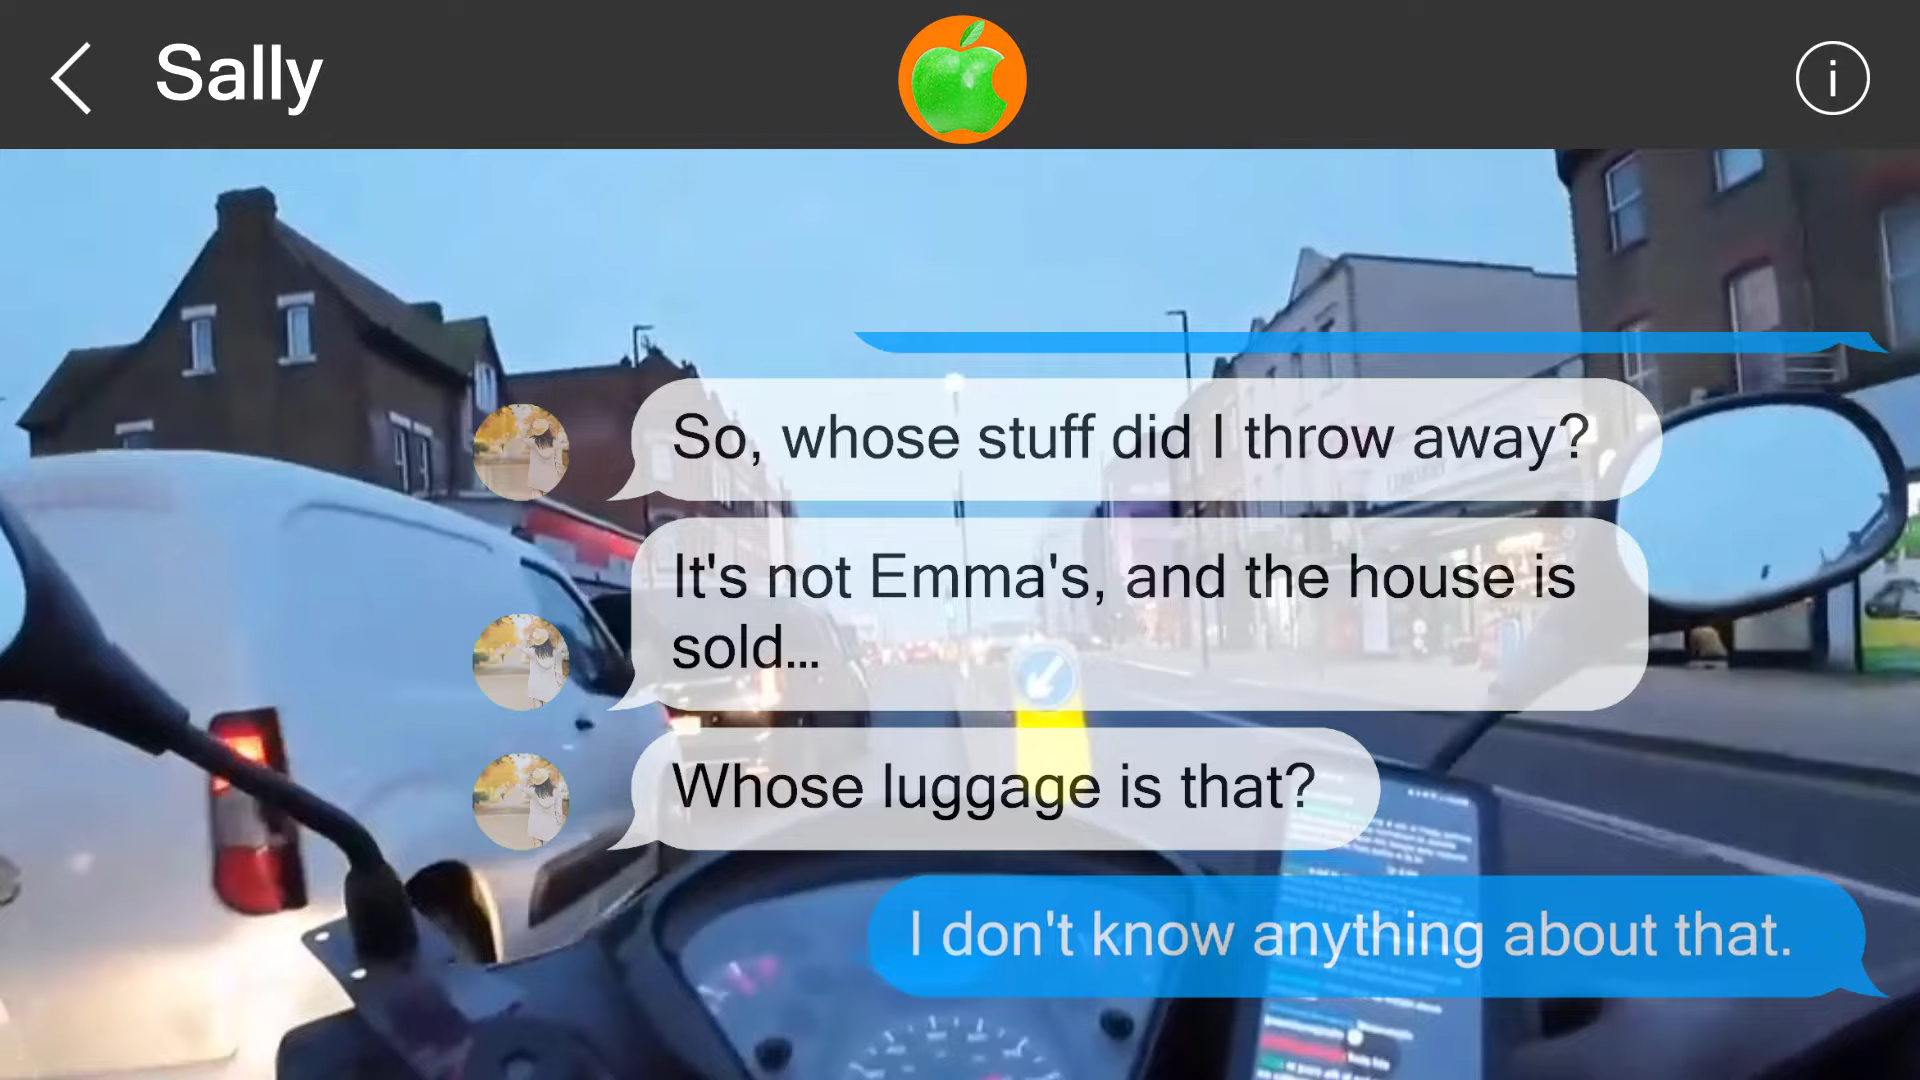 Sally
So, whose stuff did I throw away?
It's not Emma's, and the house is
sold...
Whose luggage is that?
I don't know anything about that.